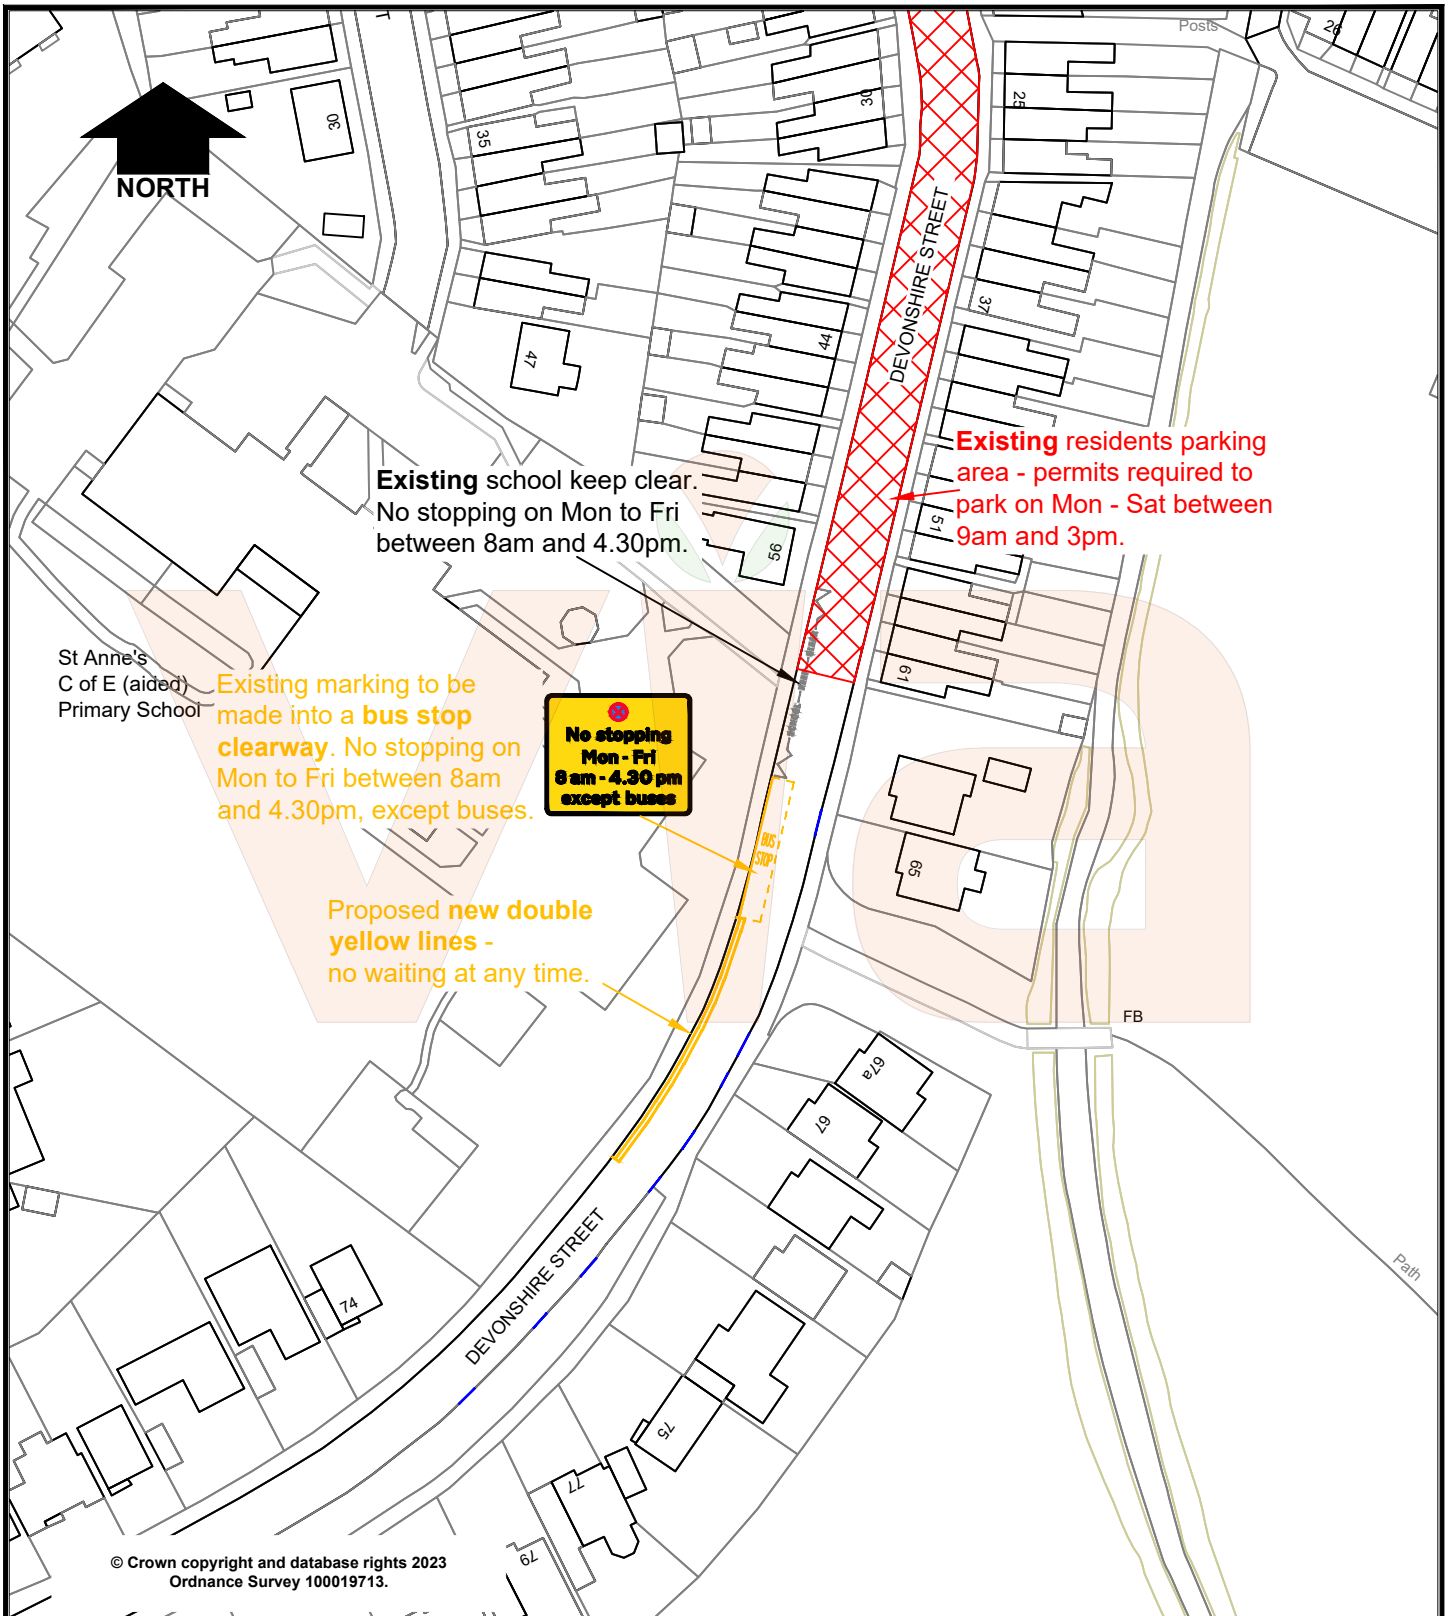 Posts
26
T
30
35
30
25
NORTH
DEVONSHIRE STREET
37
44
47
Existing residents parking
area - permits required to
park on Mon - Sat between
9am and 3pm.
Existing school keep clear.
No stopping on Mon to Fri
between 8am and 4.30pm.
51
56
St Anne's
C of E (aided)
Primary School
61
Existing marking to be
made into a bus stop
clearway. No stopping on
Mon to Fri between 8am
and 4.30pm, except buses.
No stopping
Mon - Fri
8 am - 4.30 pm
except buses
BUS
STOP
65
Proposed new double
yellow lines -
no waiting at any time.
via
FB
67a
67
Path
DEVONSHIRE STREET
74
75
77
79
© Crown copyright and database rights 2023
Ordnance Survey 100019713.